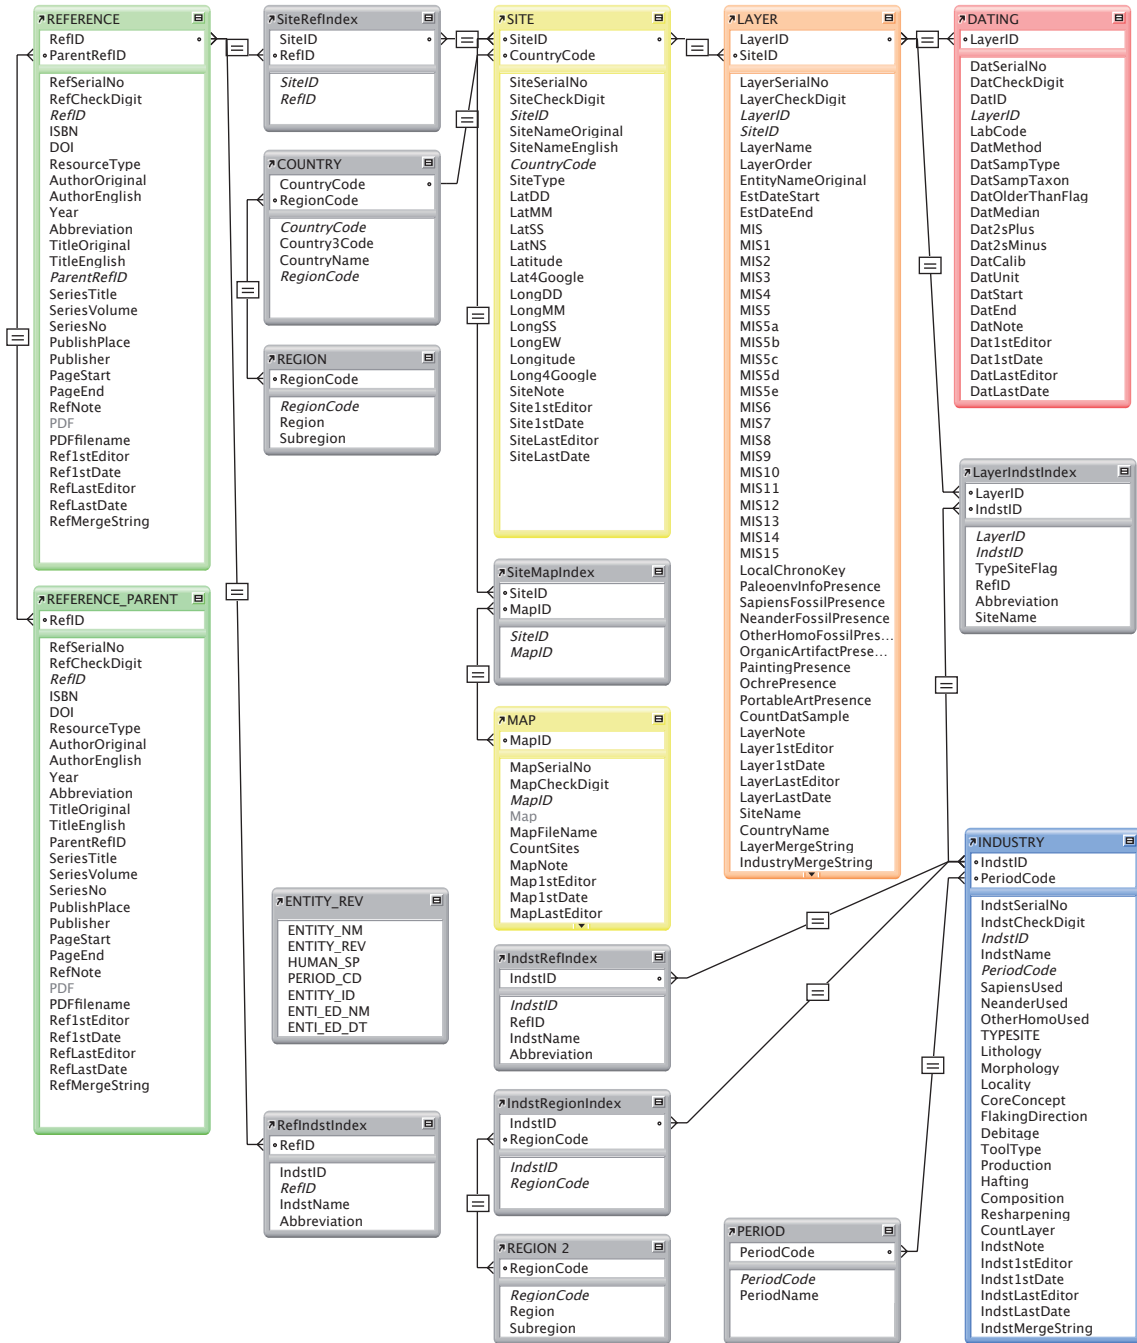 REFERENCE
RefID
ParentRefID
RefSerialNo
RefCheckDigit
RefID
ISBN
DOI
ResourceType
AuthorOriginal
AuthorEnglish
Year
Abbreviation
TitleOriginal
TitleEnglish
ParentRefID
SeriesTitle
SeriesVolume
SeriesNo
PublishPlace
Publisher
PageStart
PageEnd
RefNote
PDF
PDFfilename
Ref1stEditor
Ref1stDate
RefLastEditor
RefLastDate
RefMergeString
REFERENCE_PARENT
RefID
RefSerialNo
RefCheckDigit
RefID
ISBN
DOI
ResourceType
AuthorOriginal
AuthorEnglish
Year
Abbreviation
TitleOriginal
TitleEnglish
ParentRefID
SeriesTitle
SeriesVolume
SeriesNo
PublishPlace
Publisher
PageStart
PageEnd
RefNote
PDF
PDFfilename
Ref1stEditor
Ref1stDate
RefLastEditor
RefLastDate
RefMergeString
SiteRefIndex
SiteID
RefID
SiteID
RefID
COUNTRY
CountryCode
RegionCode
CountryCode
Country3Code
CountryName
RegionCode
REGION
RegionCode
RegionCode
Region
Subregion
ENTITY_REV
ENTITY_NM
ENTITY_REV
HUMAN_SP
PERIOD_CD
ENTITY_ID
ENTI_ED_NM
ENTI_ED_DT
RefIndstIndex
RefID
IndstID
RefID
IndstName
Abbreviation
SITE
SiteID
CountryCode
SiteSerialNo
SiteCheckDigit
SiteID
SiteNameOriginal
SiteNameEnglish
CountryCode
SiteType
LatDD
LatMM
LatSS
LatNS
Latitude
Lat4Google
LongDD
LongMM
LongSS
LongEW
Longitude
Long4Google
SiteNote
Site1stEditor
Site1stDate
SiteLastEditor
SiteLastDate
SiteMapIndex
SiteID
MapID
SiteID
MapID
MAP
MapID
MapSerialNo
MapCheckDigit
MapID
Map
MapFileName
CountSites
MapNote
Map1stEditor
Map1stDate
MapLastEditor
IndstRefIndex
IndstID
IndstID
RefID
IndstName
Abbreviation
IndstRegionIndex
IndstID
RegionCode
IndstID
RegionCode
REGION 2
RegionCode
RegionCode
Region
Subregion
LAYER
LayerID
SiteID
LayerSerialNo
LayerCheckDigit
LayerID
SiteID
LayerName
LayerOrder
EntityNameOriginal
EstDateStart
EstDateEnd
MIS
MIS1
MIS2
MIS3
MIS4
MIS5
MIS5a
MIS5b
MIS5c
MIS5d
MIS5e
MIS6
MIS7
MIS8
MIS9
MIS10
MIS11
MIS12
MIS13
MIS14
MIS15
LocalChronoKey
PaleoenvInfoPresence
SapiensFossilPresence
NeanderFossilPresence
OtherHomoFossilPres...
OrganicArtifactPrese...
PaintingPresence
OchrePresence
PortableArtPresence
CountDatSample
LayerNote
Layer1stEditor
Layer1stDate
LayerLastEditor
LayerLastDate
SiteName
CountryName
LayerMergeString
IndustryMergeString
PERIOD
PeriodCode
PeriodCode
PeriodName
DATING
LayerID
DatSerialNo
DatCheckDigit
DatID
LayerID
LabCode
DatMethod
DatSampType
DatSampTaxon
DatOlderThanFlag
DatMedian
Dat2sPlus
Dat2sMinus
DatCalib
DatUnit
DatStart
DatEnd
DatNote
Dat1stEditor
Dat1stDate
DatLastEditor
DatLastDate
LayerIndstIndex
LayerID
IndstID
LayerID
IndstID
TypeSiteFlag
RefID
Abbreviation
SiteName
INDUSTRY
IndstID
PeriodCode
IndstSerialNo
IndstCheckDigit
IndstID
IndstName
PeriodCode
SapiensUsed
NeanderUsed
OtherHomoUsed
TYPESITE
Lithology
Morphology
Locality
CoreConcept
FlakingDirection
Debitage
ToolType
Production
Hafting
Composition
Resharpening
CountLayer
IndstNote
Indst1stEditor
Indst1stDate
IndstLastEditor
IndstLastDate
IndstMergeString